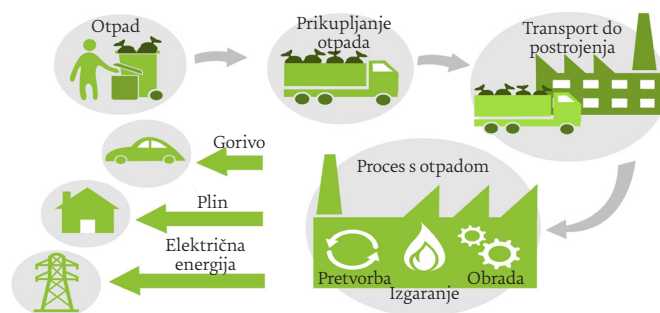 Otpad
Prikupljanje
otpada
Transport do
postrojenja
Gorivo
Plin
Električna
energija
Proces s otpadom
Pretvorba
Izgaranje
Obrada